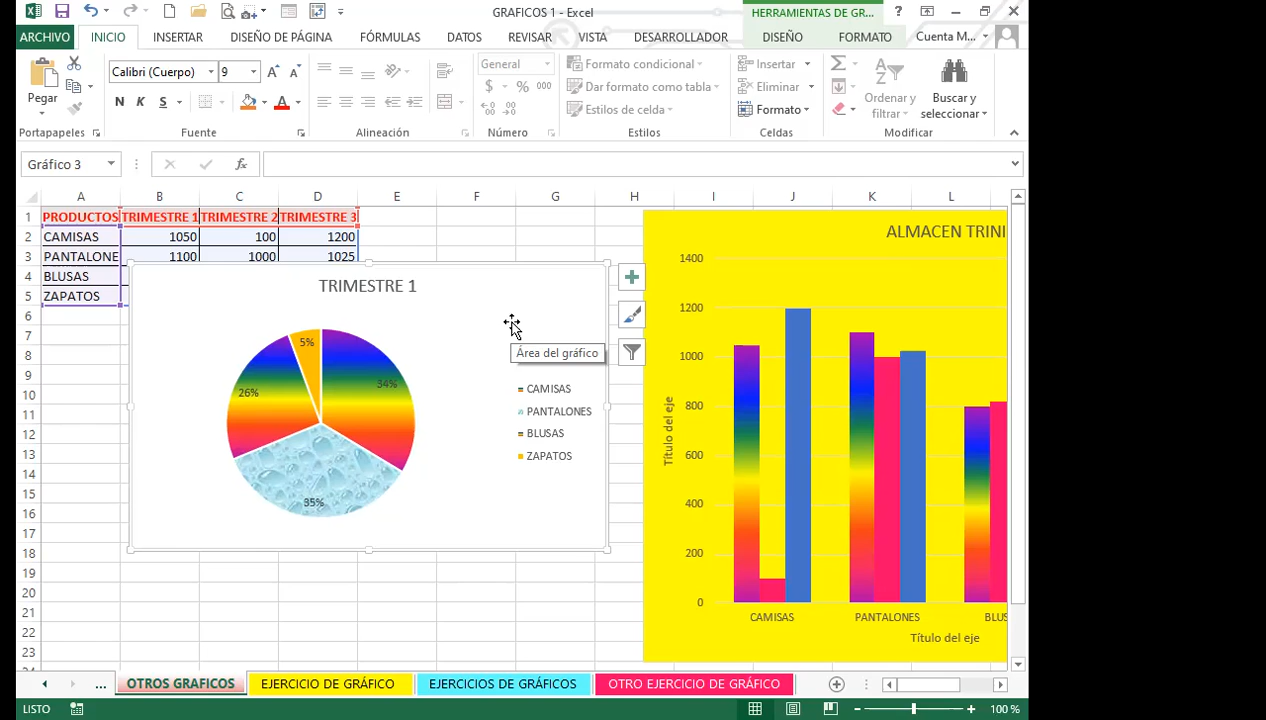 GRAFICOS 1 - Excel
HERRAMIENTAS DE GR...
?
ARCHIVO INICIO INSERTAR DISEÑO DE PÁGINA FÓRMULAS DATOS REVISAR VISTA DESARROLLADOR DISEÑO FORMATO Cuenta M...
Pegar
Calibri (Cuerpo) 9
N K S
General
$ % 000
Formato condicional
Dar formato como tabla
Estilos de celda
Insertar
Eliminar
Formato
Ordenar y filtrar
Buscar y seleccionar
Portapapeles Fuente Alineación Número Estilos Celdas Modificar
Gráfico 3
fx
A B C D E F G H I J K L
1 PRODUCTOS TRIMESTRE 1 TRIMESTRE 2 TRIMESTRE 3
2 CAMISAS 1050 100 1200
3 PANTALONE 1100 1000 1025
4 BLUSAS
5 ZAPATOS
6
7
8
9
10
11
12
13
14
15
16
17
18
19
20
21
22
23
TRIMESTRE 1
5%
34%
26%
35%
Área del gráfico
CAMISAS
PANTALONES
BLUSAS
ZAPATOS
ALMACEN TRINI
1400
1200
1000
800
600
400
200
0
Título del eje
CAMISAS PANTALONES BLUS
Título del eje
... OTROS GRAFICOS EJERCICIO DE GRÁFICO EJERCICIOS DE GRÁFICOS OTRO EJERCICIO DE GRÁFICO
LISTO
100 %